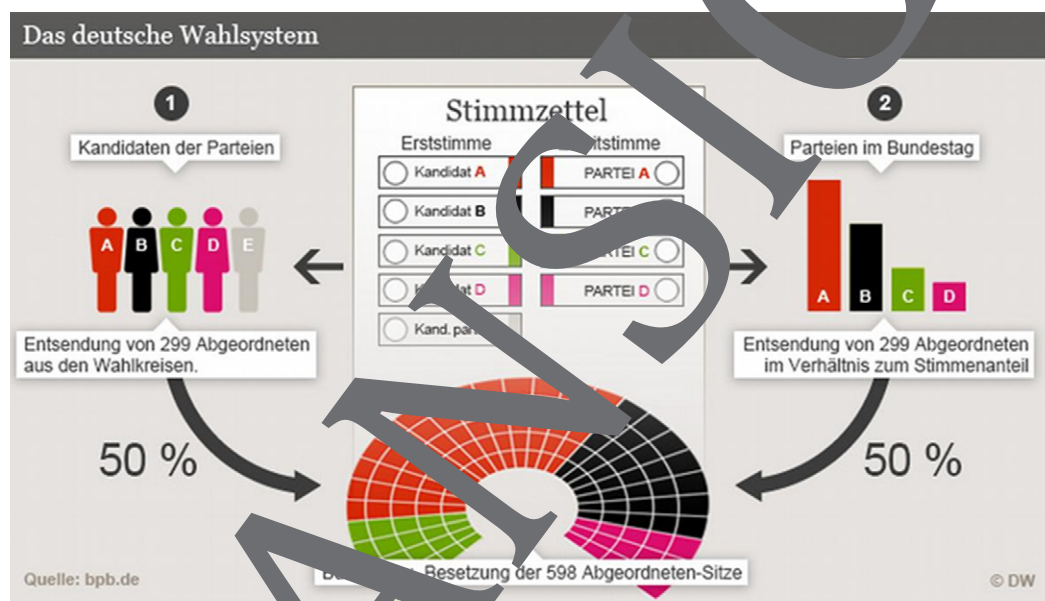 Das deutsche Wahlsystem
1
Kandidaten der Parteien
A B C D E
Entsendung von 299 Abgeordneten
aus den Wahlkreisen.
50 %
Stimmzettel
Erststimme
Kandidat A
PARTEI A
Kandidat B
PARTEI
Kandidat C
C
D
PARTEI D
Kand.
2
Parteien im Bundestag
A B C D
Entsendung von 299 Abgeordneten
im Verhältnis zum Stimmenanteil
50 %
Besetzung der 598 Abgeordneten-Sitze
Quelle: bpb.de
© DW